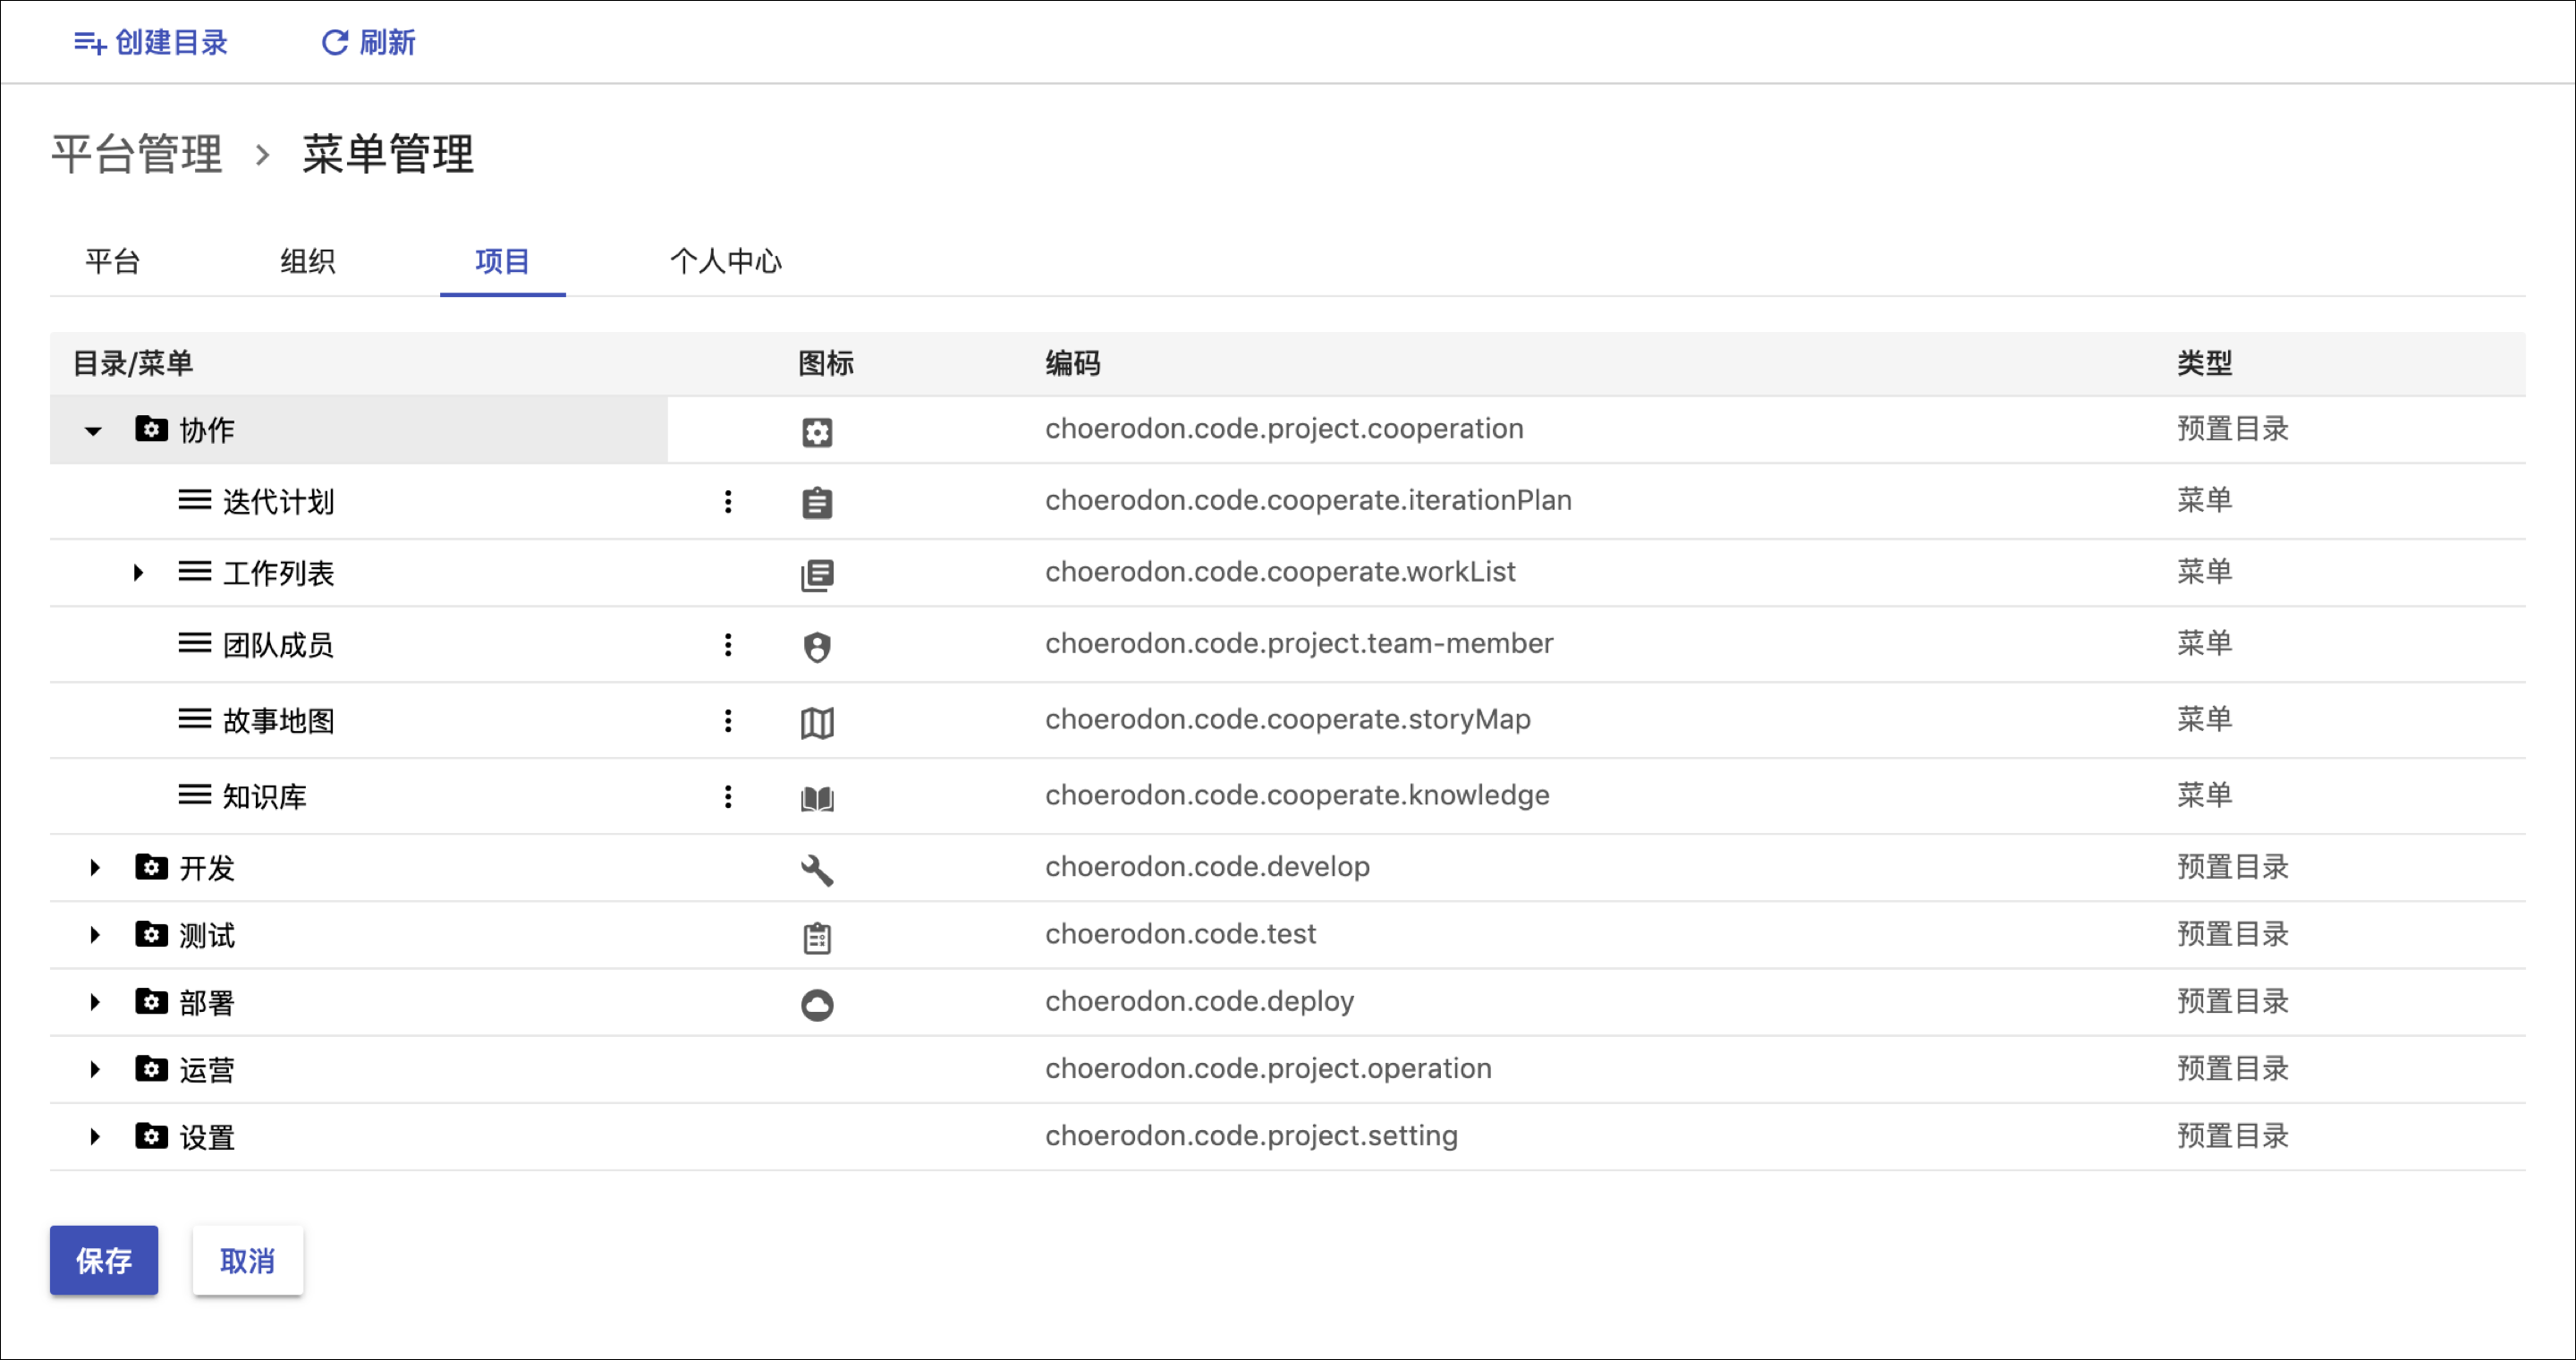 创建目录 刷新
平台管理 > 菜单管理
平台 组织 项目 个人中心
目录/菜单 图标 编码 类型
协作 choerodon.code.project.cooperation 预置目录
迭代计划 choerodon.code.cooperate.iterationPlan 菜单
工作列表 choerodon.code.cooperate.workList 菜单
团队成员 choerodon.code.project.team-member 菜单
故事地图 choerodon.code.cooperate.storyMap 菜单
知识库 choerodon.code.cooperate.knowledge 菜单
开发 choerodon.code.develop 预置目录
测试 choerodon.code.test 预置目录
部署 choerodon.code.deploy 预置目录
运营 choerodon.code.project.operation 预置目录
设置 choerodon.code.project.setting 预置目录
保存 取消